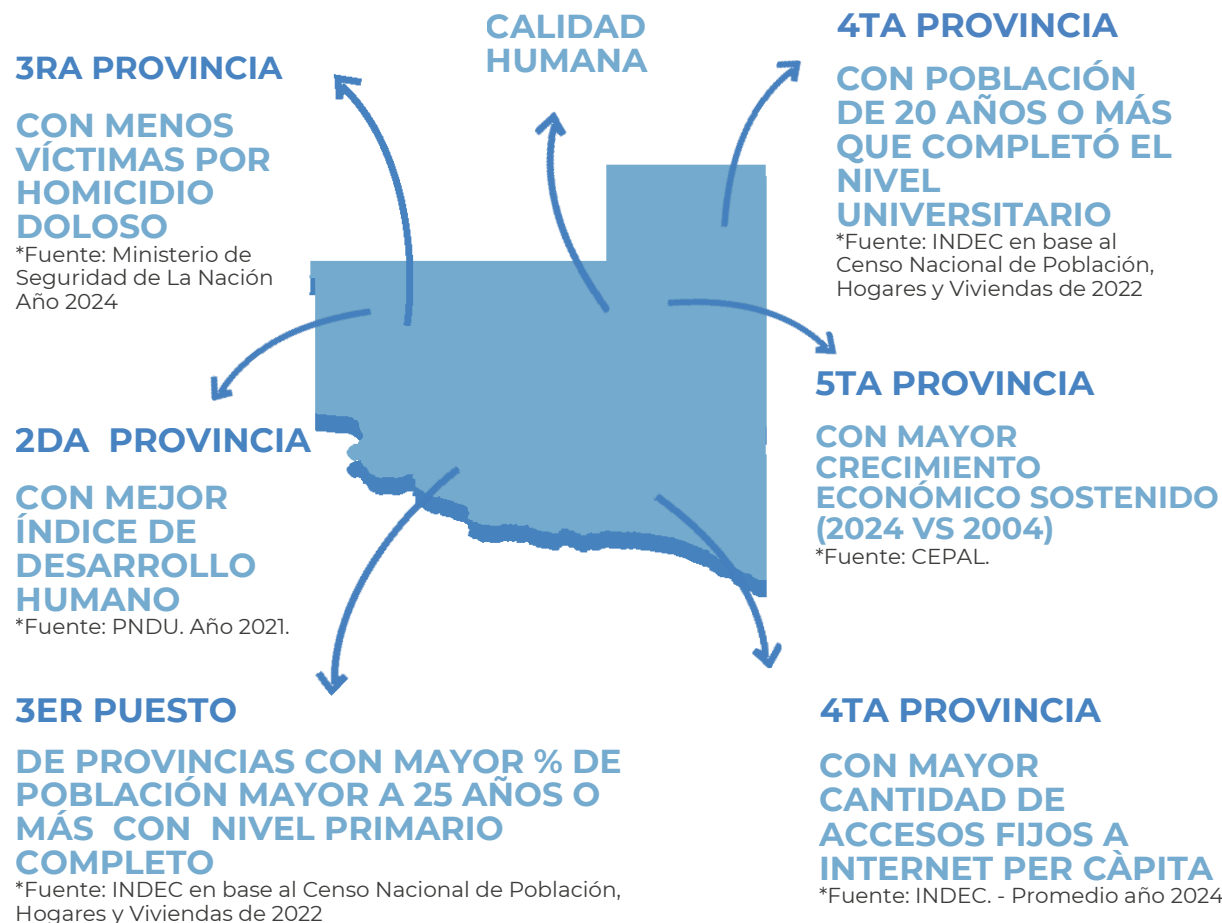 CALIDAD
HUMANA
3RA PROVINCIA
CON MENOS
VÍCTIMAS POR
HOMICIDIO
DOLOSO
*Fuente: Ministerio de
Seguridad de La Nación
Año 2024
4TA PROVINCIA
CON POBLACIÓN
DE 20 AÑOS O MÁS
QUE COMPLETÓ EL
NIVEL
UNIVERSITARIO
*Fuente: INDEC en base al
Censo Nacional de Población,
Hogares y Viviendas de 2022
2DA  PROVINCIA
CON MEJOR
ÍNDICE DE
DESARROLLO
HUMANO
*Fuente: PNDU. Año 2021.
5TA PROVINCIA
CON MAYOR
CRECIMIENTO
ECONÓMICO SOSTENIDO
(2024 VS 2004)
*Fuente: CEPAL.
3ER PUESTO
DE PROVINCIAS CON MAYOR % DE
POBLACIÓN MAYOR A 25 AÑOS O
MÁS  CON  NIVEL PRIMARIO
COMPLETO
*Fuente: INDEC en base al Censo Nacional de Población,
Hogares y Viviendas de 2022
4TA PROVINCIA
CON MAYOR
CANTIDAD DE
ACCESOS FIJOS A
INTERNET PER CÀPITA
*Fuente: INDEC. - Promedio año 2024